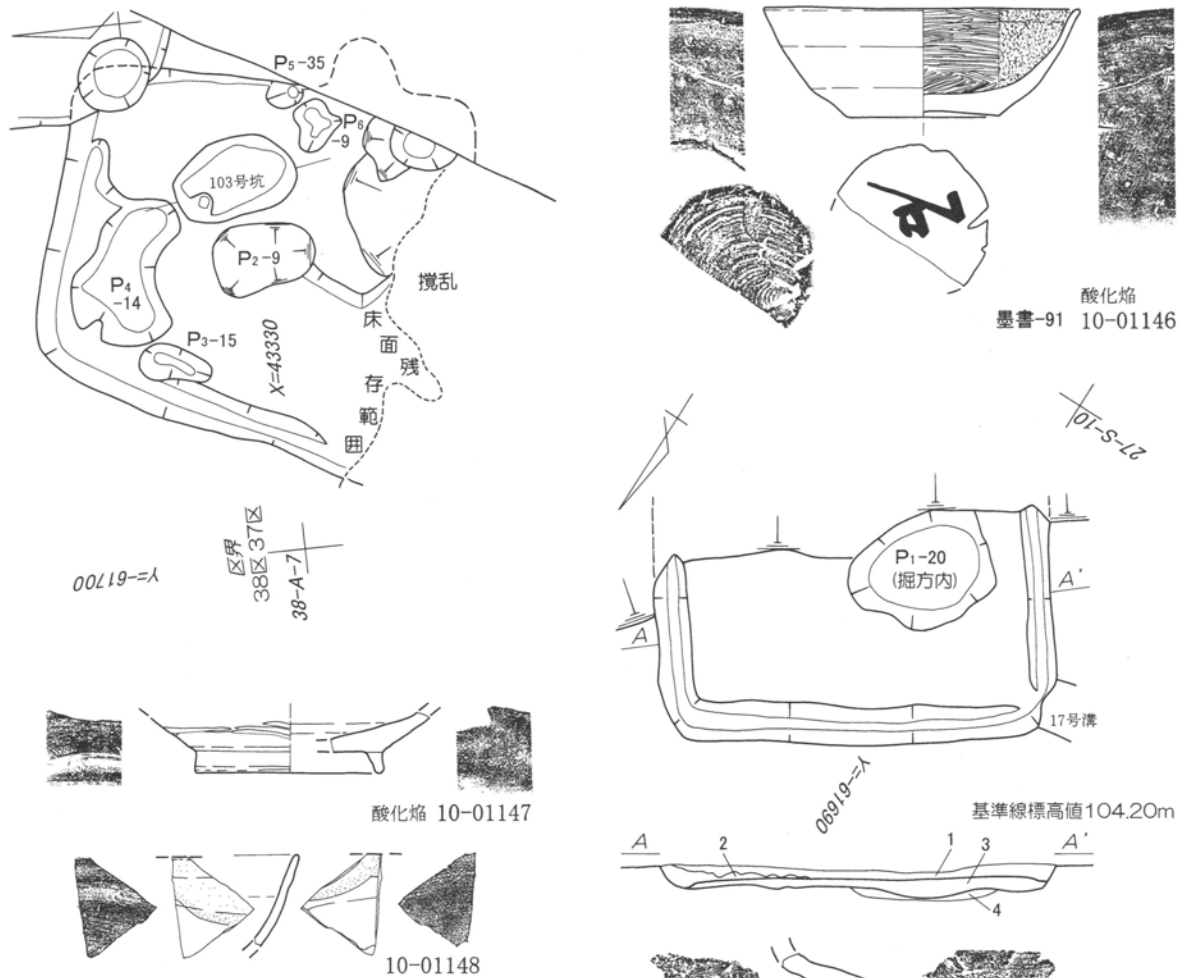 P5-35
P6
-9
103号坑
P2-9
P4
-14
P3-15
撹乱
床面残存範囲
X=43330
Y=-61700
区界
38区 37区
38-A-7
酸化焔
墨書-91 10-01146
27-S-10
P1-20
(掘方内)
A
A'
17号溝
Y=-61690
基準線標高値104.20m
A
A'
2
1
3
4
酸化焔 10-01147
10-01148